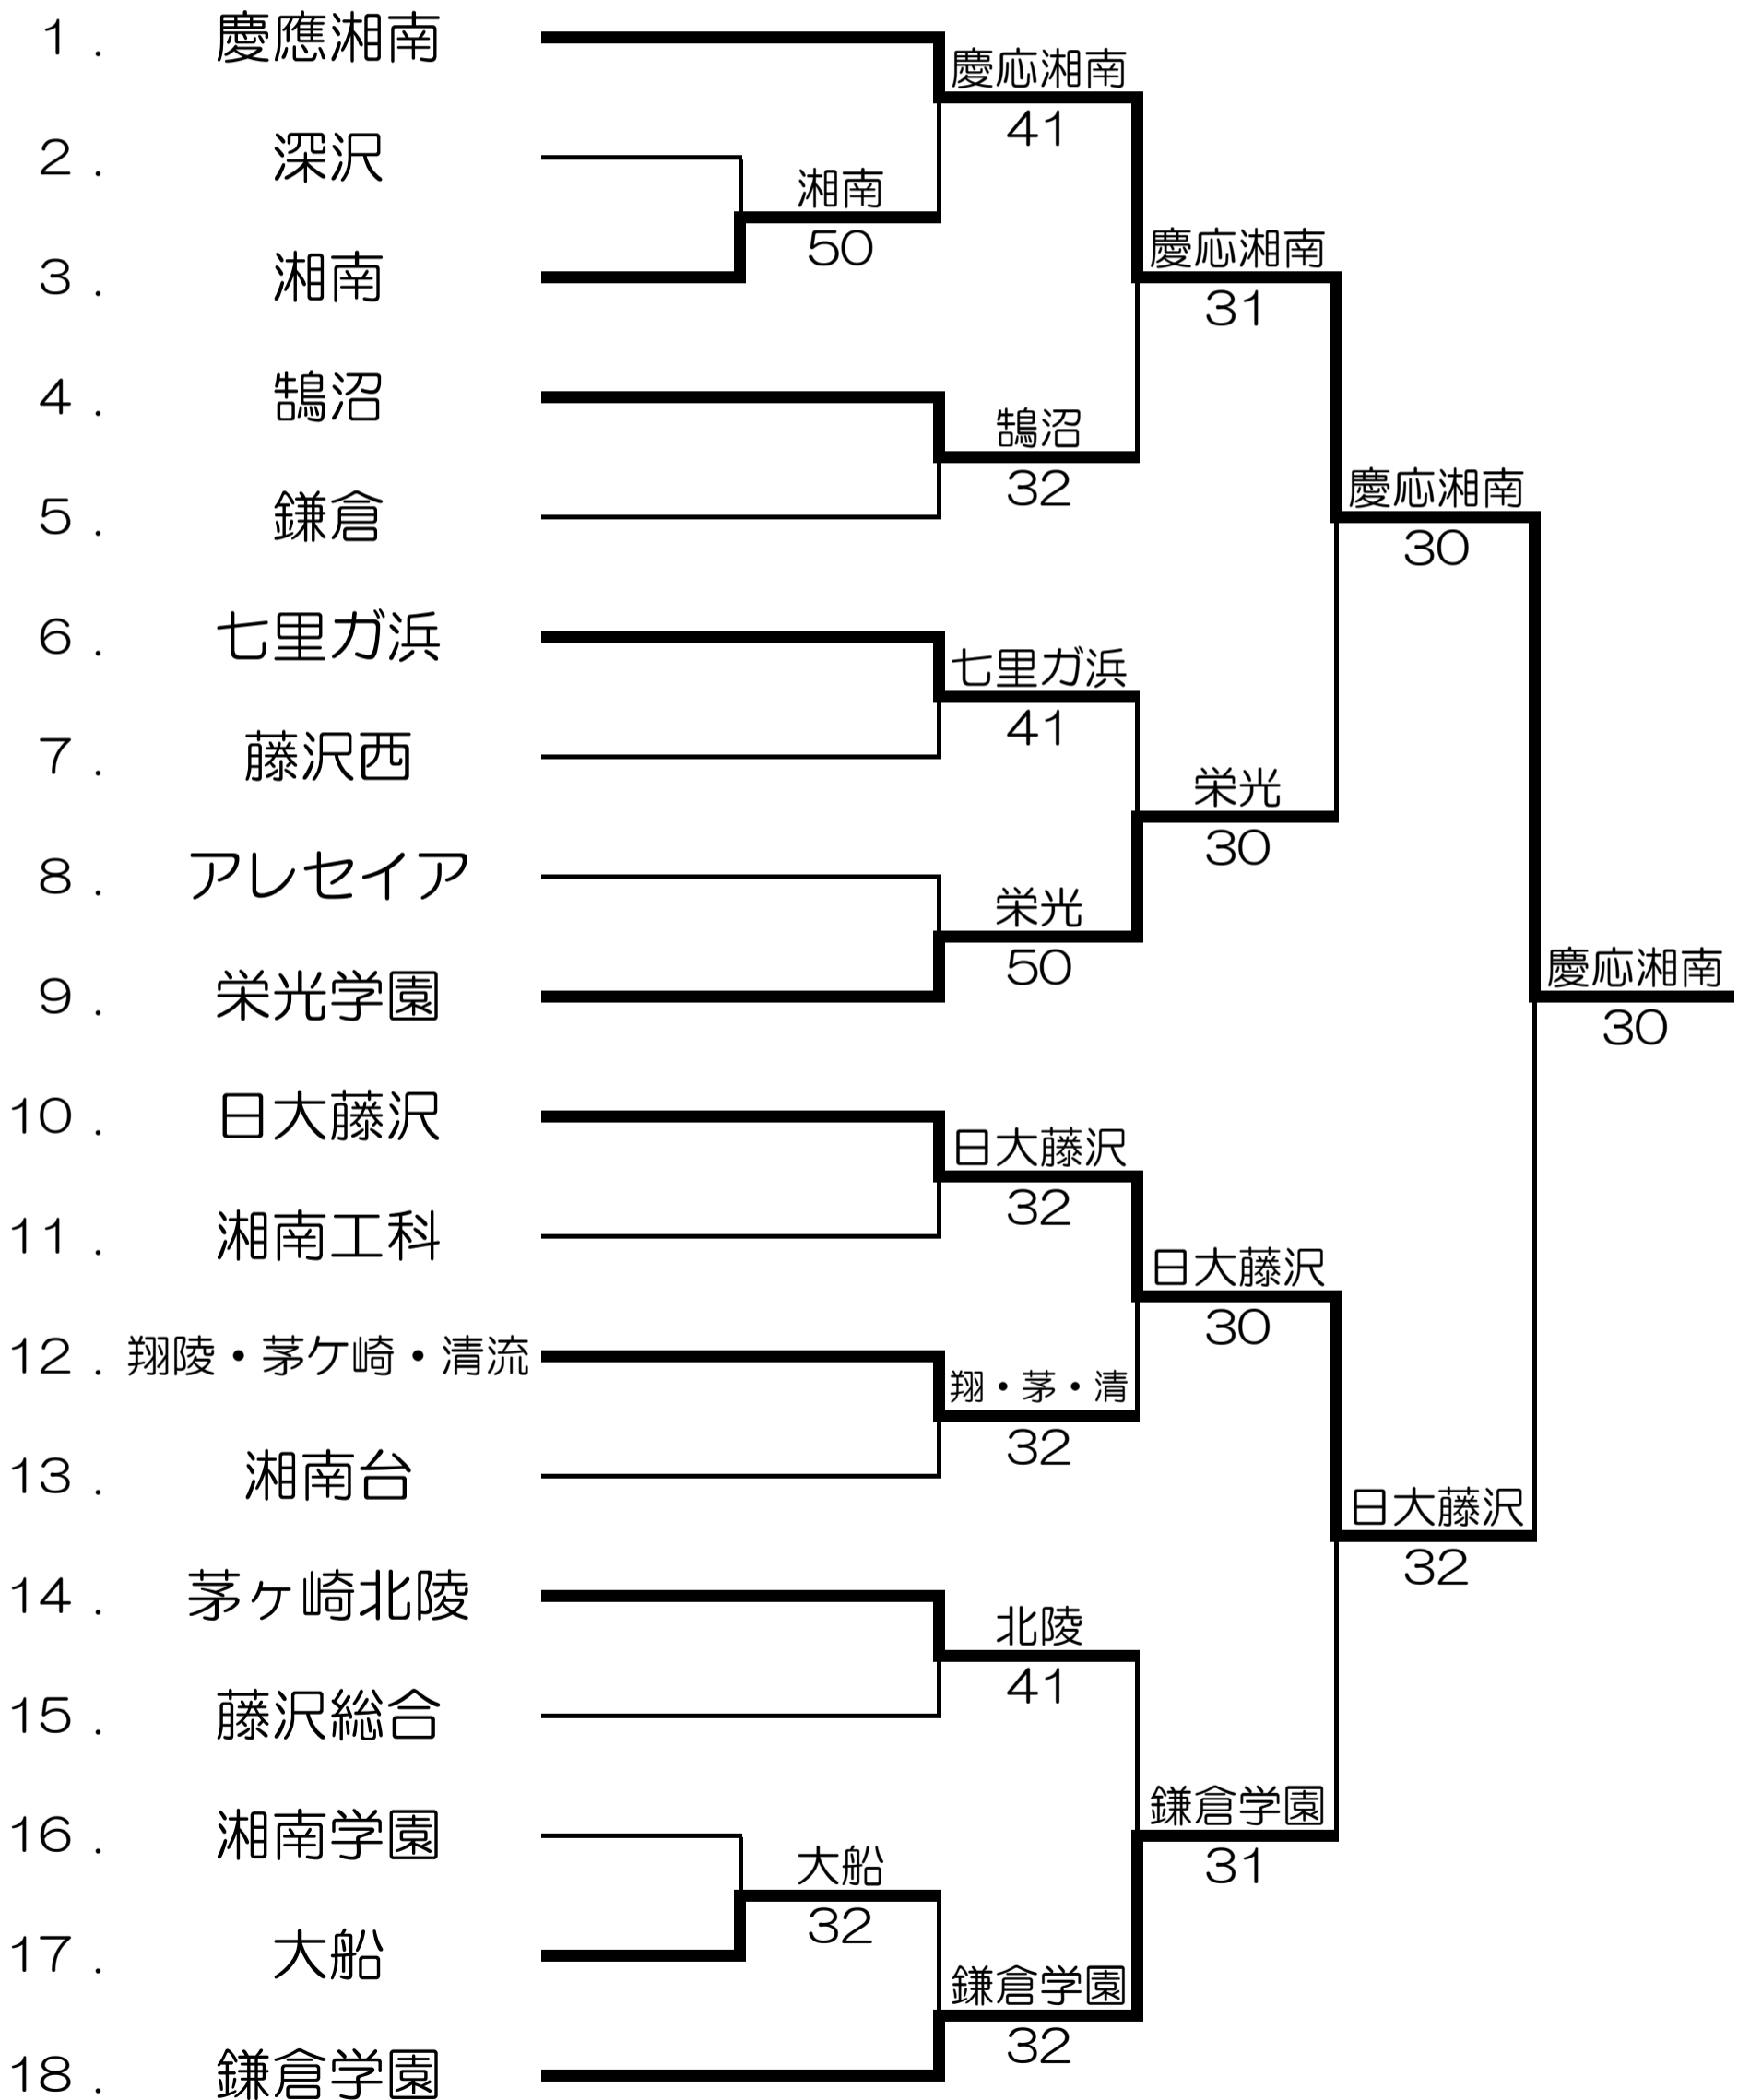 1. 慶應湘南
慶応湘南
41
2. 深沢
湘南
50
3. 湘南
慶応湘南
31
4. 鵠沼
鵠沼
32
5. 鎌倉
慶応湘南
30
6. 七里ガ浜
七里ガ浜
41
7. 藤沢西
栄光
30
8. アレセイア
栄光
50
9. 栄光学園
慶応湘南
30
10. 日大藤沢
日大藤沢
32
11. 湘南工科
日大藤沢
30
12. 翔陵・茅ケ崎・清流
翔・茅・清
32
13. 湘南台
日大藤沢
32
14. 茅ヶ崎北陵
北陵
41
15. 藤沢総合
鎌倉学園
31
16. 湘南学園
大船
32
17. 大船
鎌倉学園
32
18. 鎌倉学園